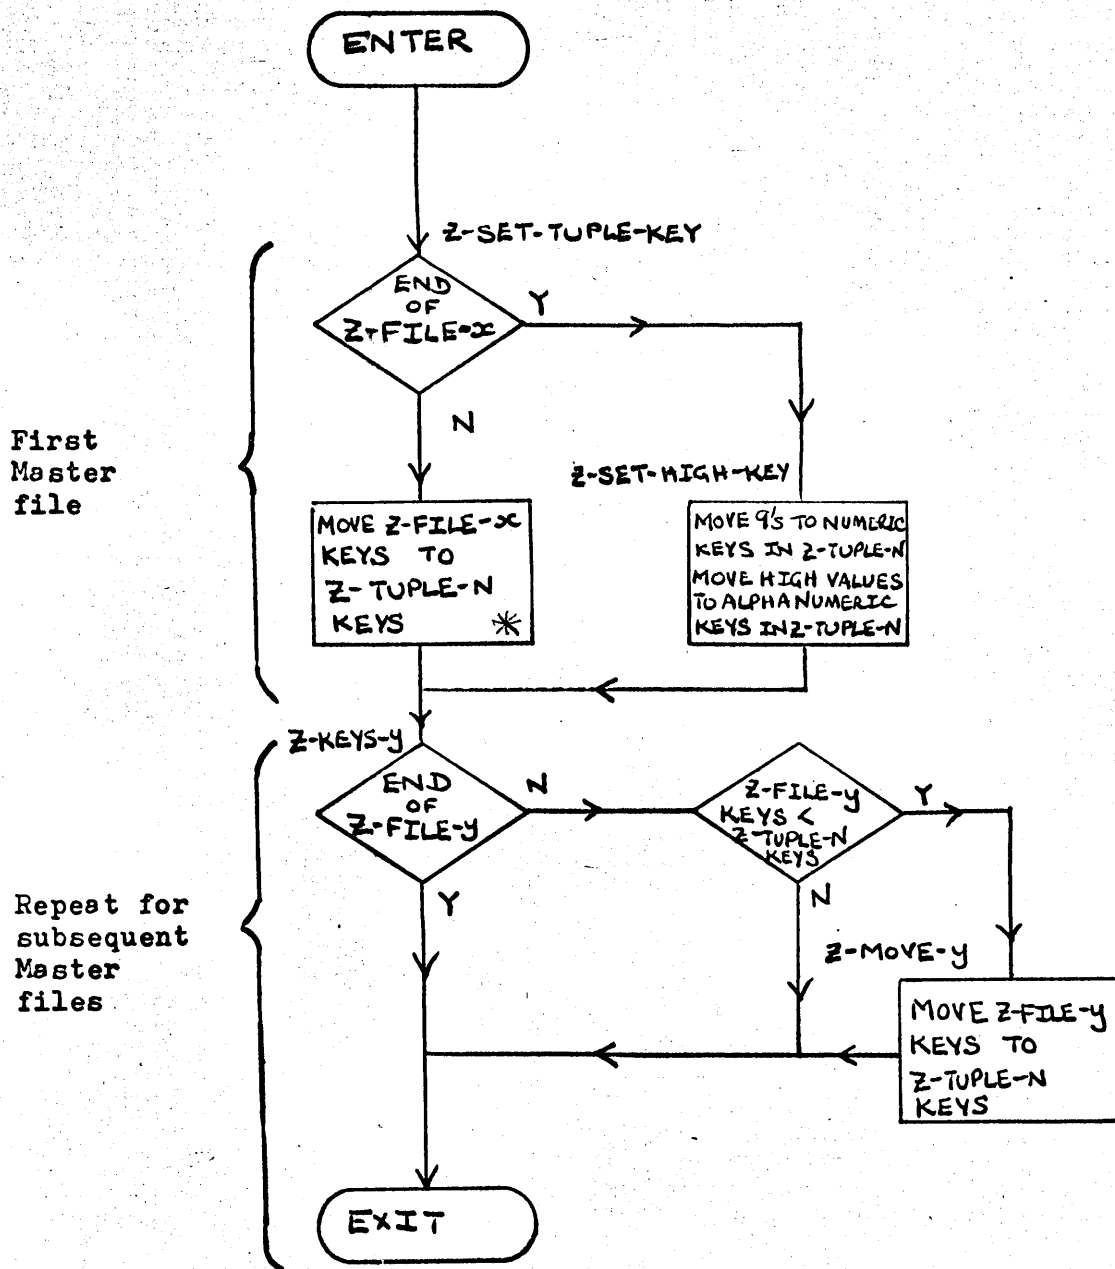 ENTER
Z-SET-TUPLE-KEY
END
OF
Z-FILE-x
Y
N
First
Master
file
Z-SET-HIGH-KEY
MOVE Z-FILE-x
KEYS TO
Z-TUPLE-N
KEYS *
MOVE 9's TO NUMERIC
KEYS IN Z-TUPLE-N
MOVE HIGH VALUES
TO ALPHANUMERIC
KEYS IN Z-TUPLE-N
Z-KEYS-y
END
OF
Z-FILE-y
N
Y
Z-FILE-y
KEYS <
Z-TUPLE-N
KEYS
Y
N
Repeat for
subsequent
Master
files
Z-MOVE-y
MOVE Z-FILE-y
KEYS TO
Z-TUPLE-N
KEYS
EXIT